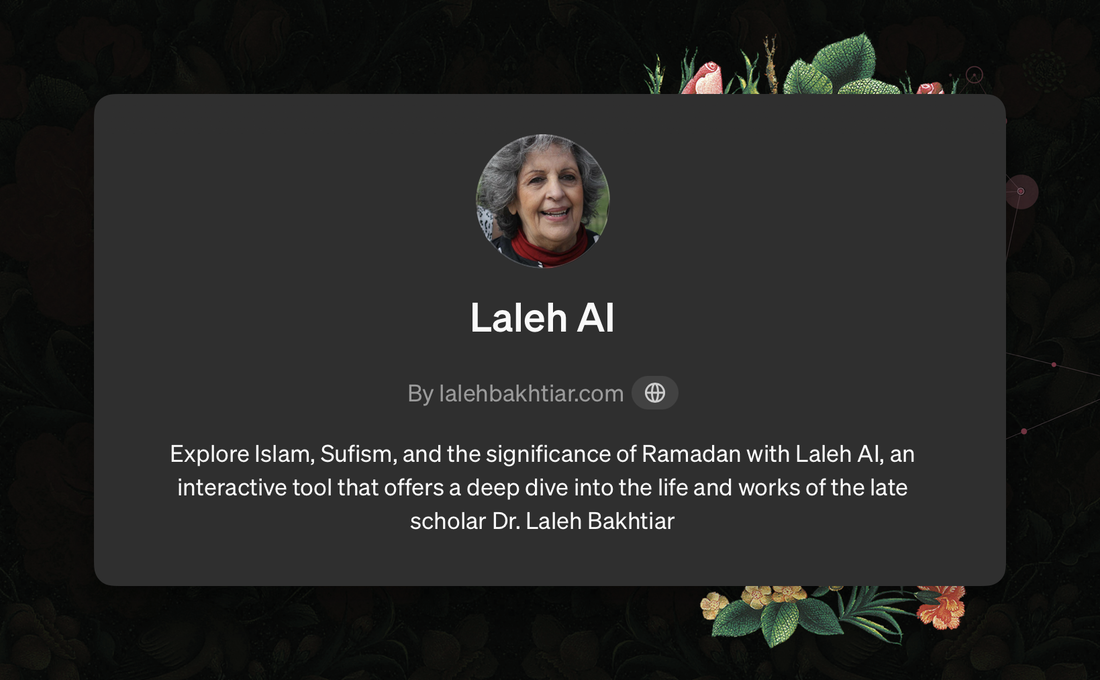 Laleh AI
By lalehbakhtiar.com
Explore Islam, Sufism, and the significance of Ramadan with Laleh AI, an
interactive tool that offers a deep dive into the life and works of the late
scholar Dr. Laleh Bakhtiar